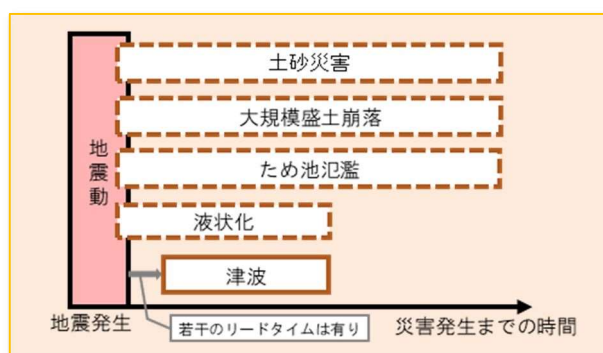 土砂災害
大規模盛土崩落
地震動
ため池氾濫
液状化
津波
地震発生
若干のリードタイムは有り
災害発生までの時間